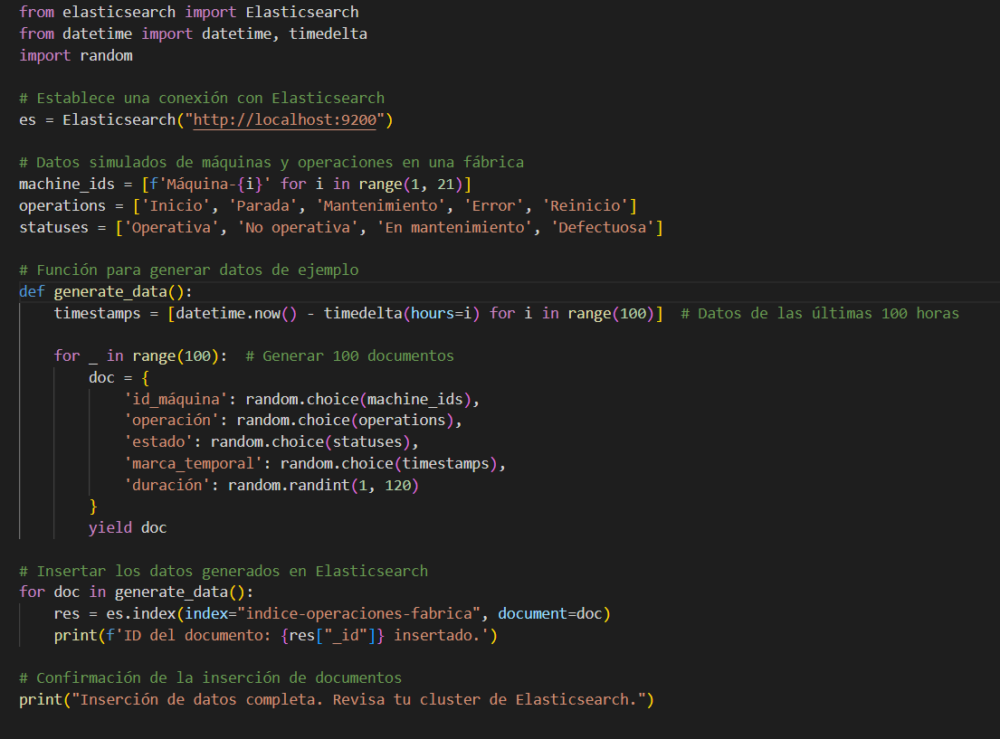 from elasticsearch import Elasticsearch
from datetime import datetime, timedelta
import random
# Establece una conexión con Elasticsearch
es = Elasticsearch("http://localhost:9200")
# Datos simulados de máquinas y operaciones en una fábrica
machine_ids = [f'Máquina-{i}' for i in range(1, 21)]
operations = ['Inicio', 'Parada', 'Mantenimiento', 'Error', 'Reinicio']
statuses = ['Operativa', 'No operativa', 'En mantenimiento', 'Defectuosa']
# Función para generar datos de ejemplo
def generate_data():
    timestamps = [datetime.now() - timedelta(hours=i) for i in range(100)]  # Datos de las últimas 100 horas
    for _ in range(100):  # Generar 100 documentos
        doc = {
            'id_máquina': random.choice(machine_ids),
            'operación': random.choice(operations),
            'estado': random.choice(statuses),
            'marca_temporal': random.choice(timestamps),
            'duración': random.randint(1, 120)
        }
        yield doc
# Insertar los datos generados en Elasticsearch
for doc in generate_data():
    res = es.index(index="indice-operaciones-fabrica", document=doc)
    print(f'ID del documento: {res["_id"]} insertado.')
# Confirmación de la inserción de documentos
print("Inserción de datos completa. Revisa tu cluster de Elasticsearch.")